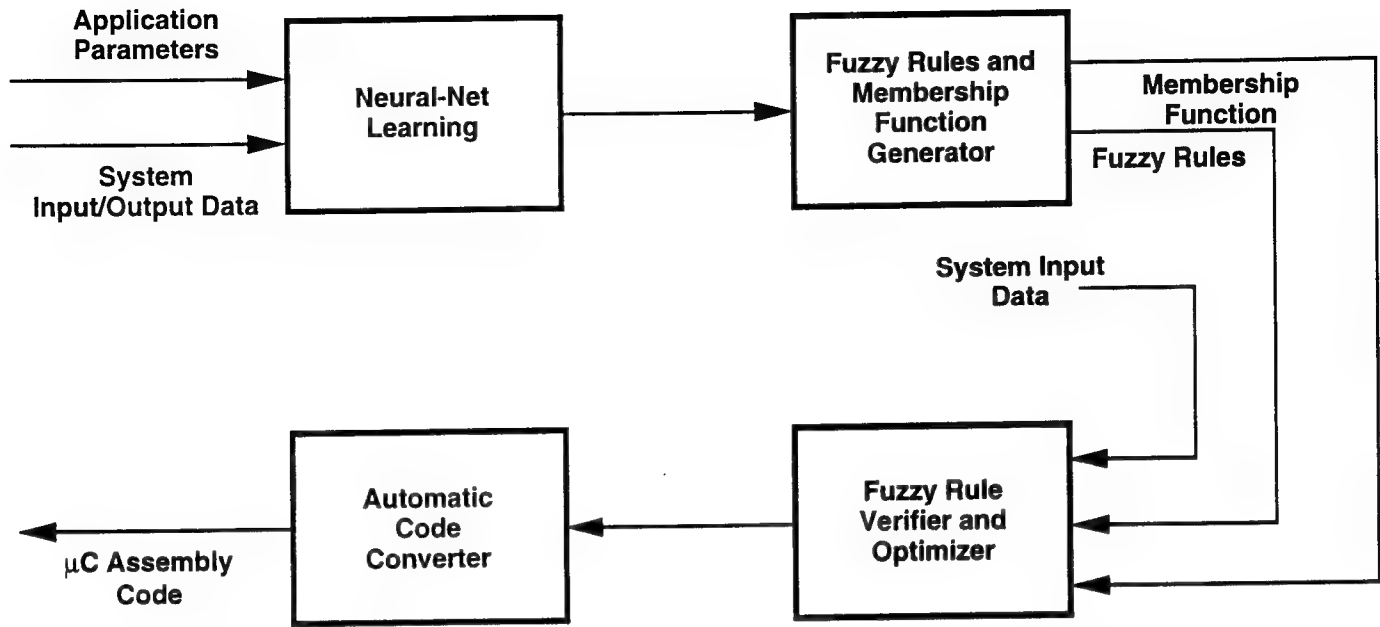 Application
Parameters
System
Input/Output Data
Neural-Net
Learning
Fuzzy Rules and
Membership
Function
Generator
Membership
Function
Fuzzy Rules
System Input
Data
Fuzzy Rule
Verifier and
Optimizer
Automatic
Code
Converter
µC Assembly
Code